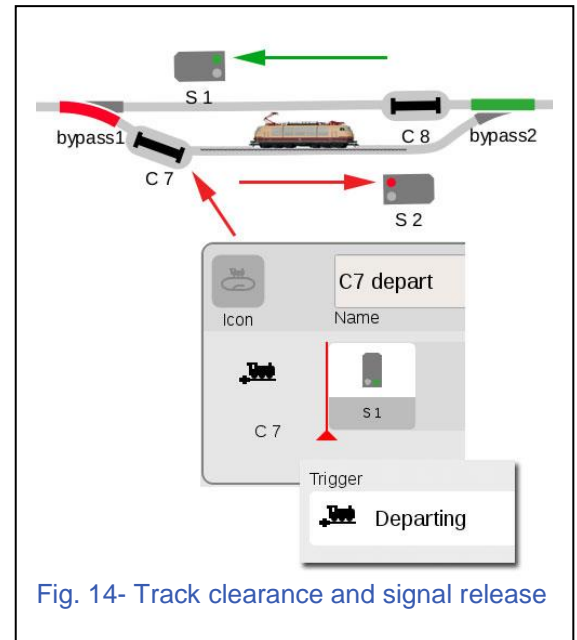 S 1
bypass1
C 8
bypass2
C 7
S 2
C7 depart
Icon
Name
S 1
C 7
Trigger
Departing
Fig. 14- Track clearance and signal release